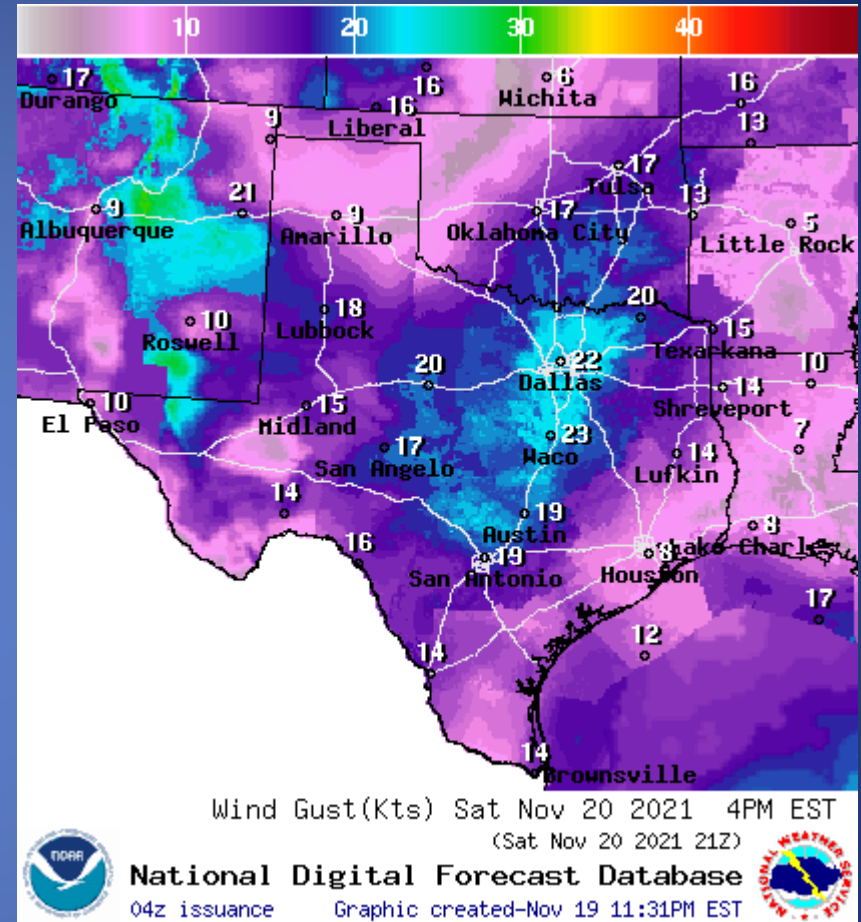 10 20 30 40
17 Durango
16
16 Liberal
6 Wichita
16
13
9
17 Tulsa
9 Albuquerque
21
9 Amarillo
17 Oklahoma City
13
5 Little Rock
10 Roswell
18 Lubbock
20
15 Texarkana
22 Dallas
20
10 El Paso
15 Midland
14 Shreveport
10
17 San Angelo
23 Waco
14 Lufkin
7
14
19 Austin
8 Lake Charles
16
19 San Antonio
8 Houston
17
12
14
14 Brownsville
Wind Gust(Kts) Sat Nov 20 2021 4PM EST
(Sat Nov 20 2021 21Z)
NOAA
National Digital Forecast Database
04z issuance Graphic created-Nov 19 11:31PM EST
NATIONAL WEATHER SERVICE